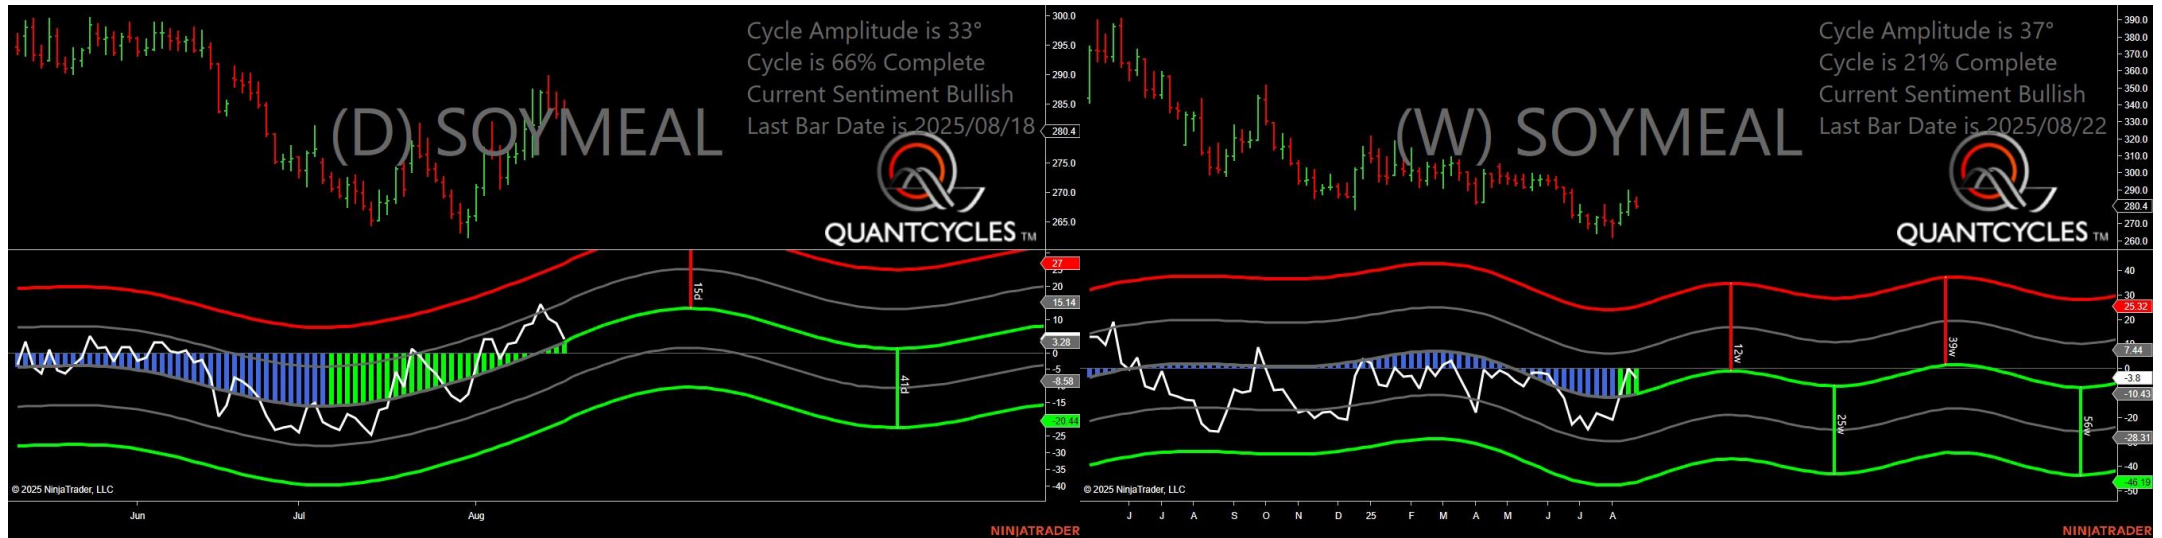 Cycle Amplitude is 33°
Cycle is 66% Complete
Current Sentiment Bullish
Last Bar Date is 2025/08/18
(D) SOYMEAL
QUANTCYCLES TM
300.0
295.0
290.0
285.0
280.4
275.0
270.0
265.0
15d
41d
27
20
15.14
10
3.28
0
-5
-8.58
-15
-20.44
-25
-30
-35
-40
© 2025 NinjaTrader, LLC
Jun
Jul
Aug
NINJATRADER
Cycle Amplitude is 37°
Cycle is 21% Complete
Current Sentiment Bullish
Last Bar Date is 2025/08/22
(W) SOYMEAL
QUANTCYCLES TM
390.0
380.0
370.0
360.0
350.0
340.0
330.0
320.0
310.0
300.0
290.0
280.4
270.0
260.0
12w
25w
39w
56w
40
30
25.32
20
10
7.44
0
-3.8
-10.43
-20
-28.31
-40
-46.19
-50
© 2025 NinjaTrader, LLC
J J A S O N D 25 F M A M J J A
NINJATRADER